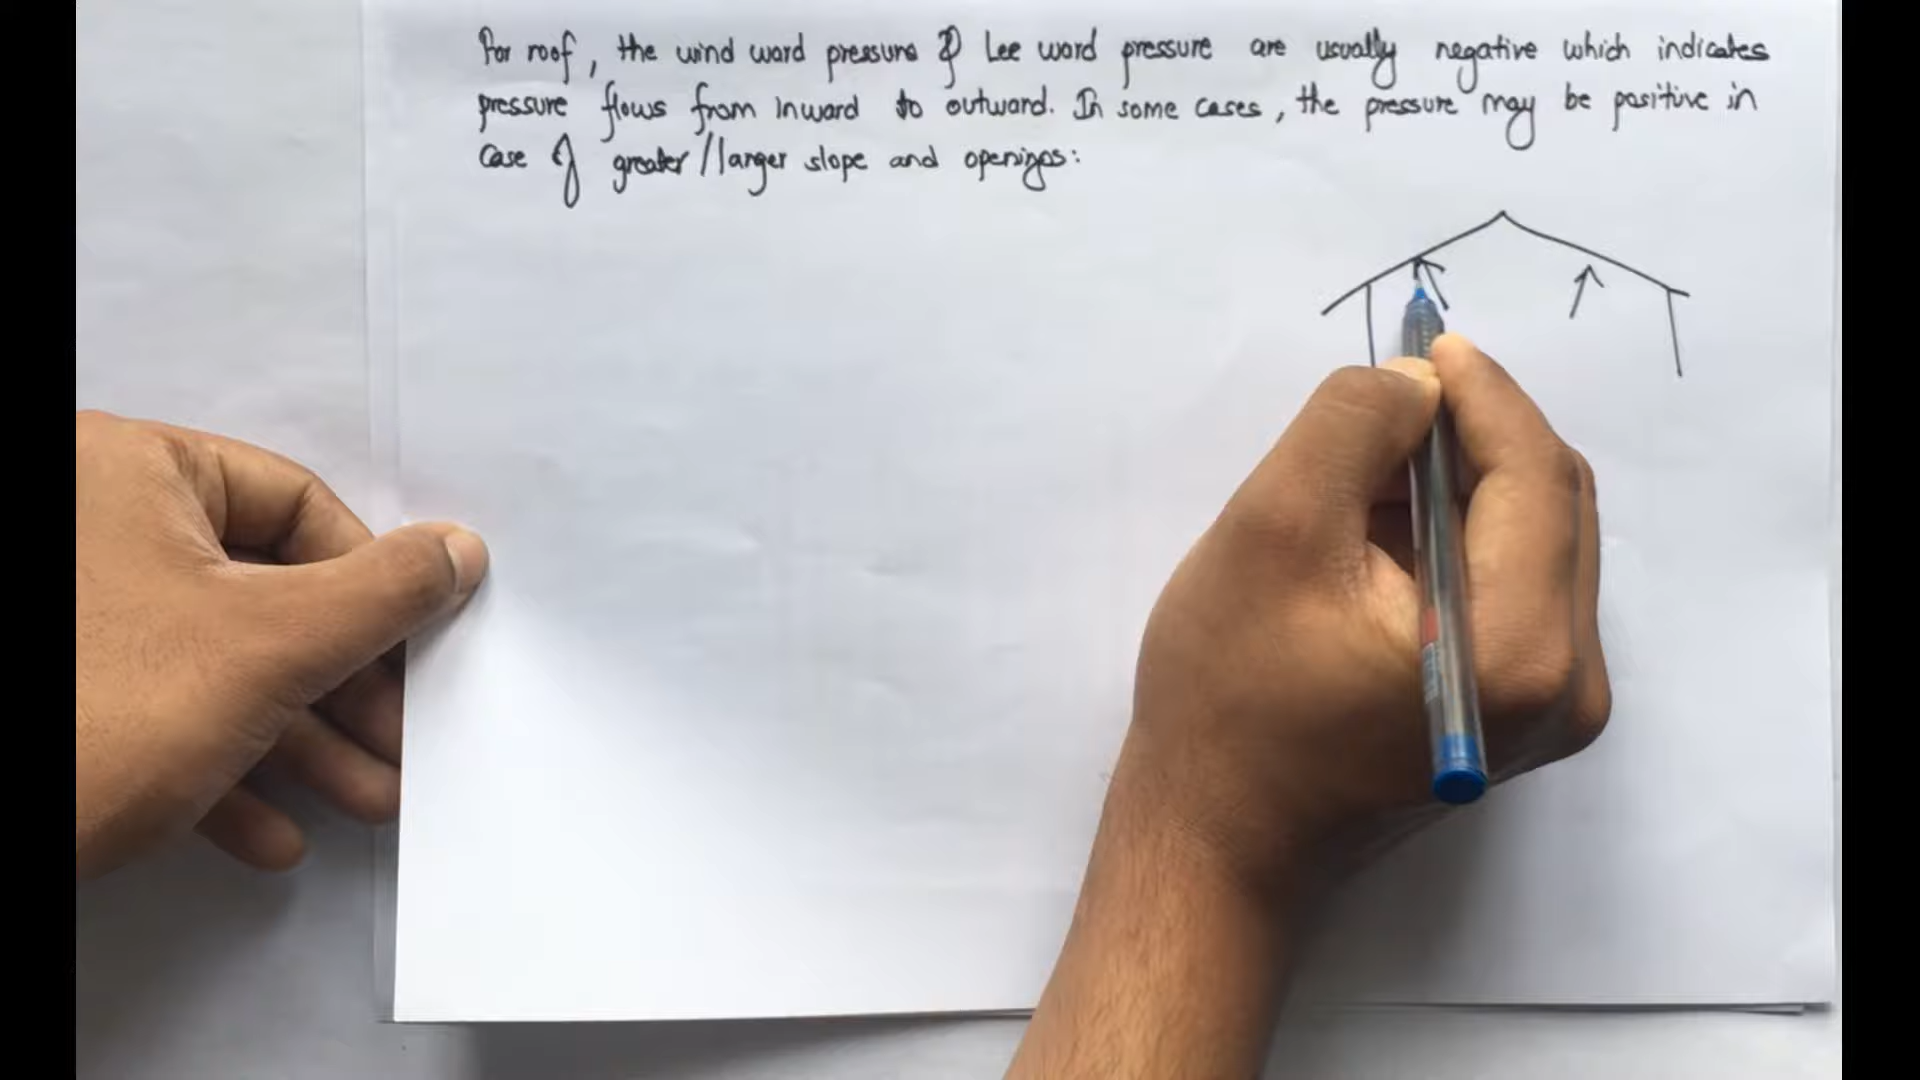 For roof, the wind ward pressure & Lee ward pressure are usually negative which indicates
pressure flows from inward to outward. In some cases, the pressure may be positive in
case of greater/larger slope and openings: